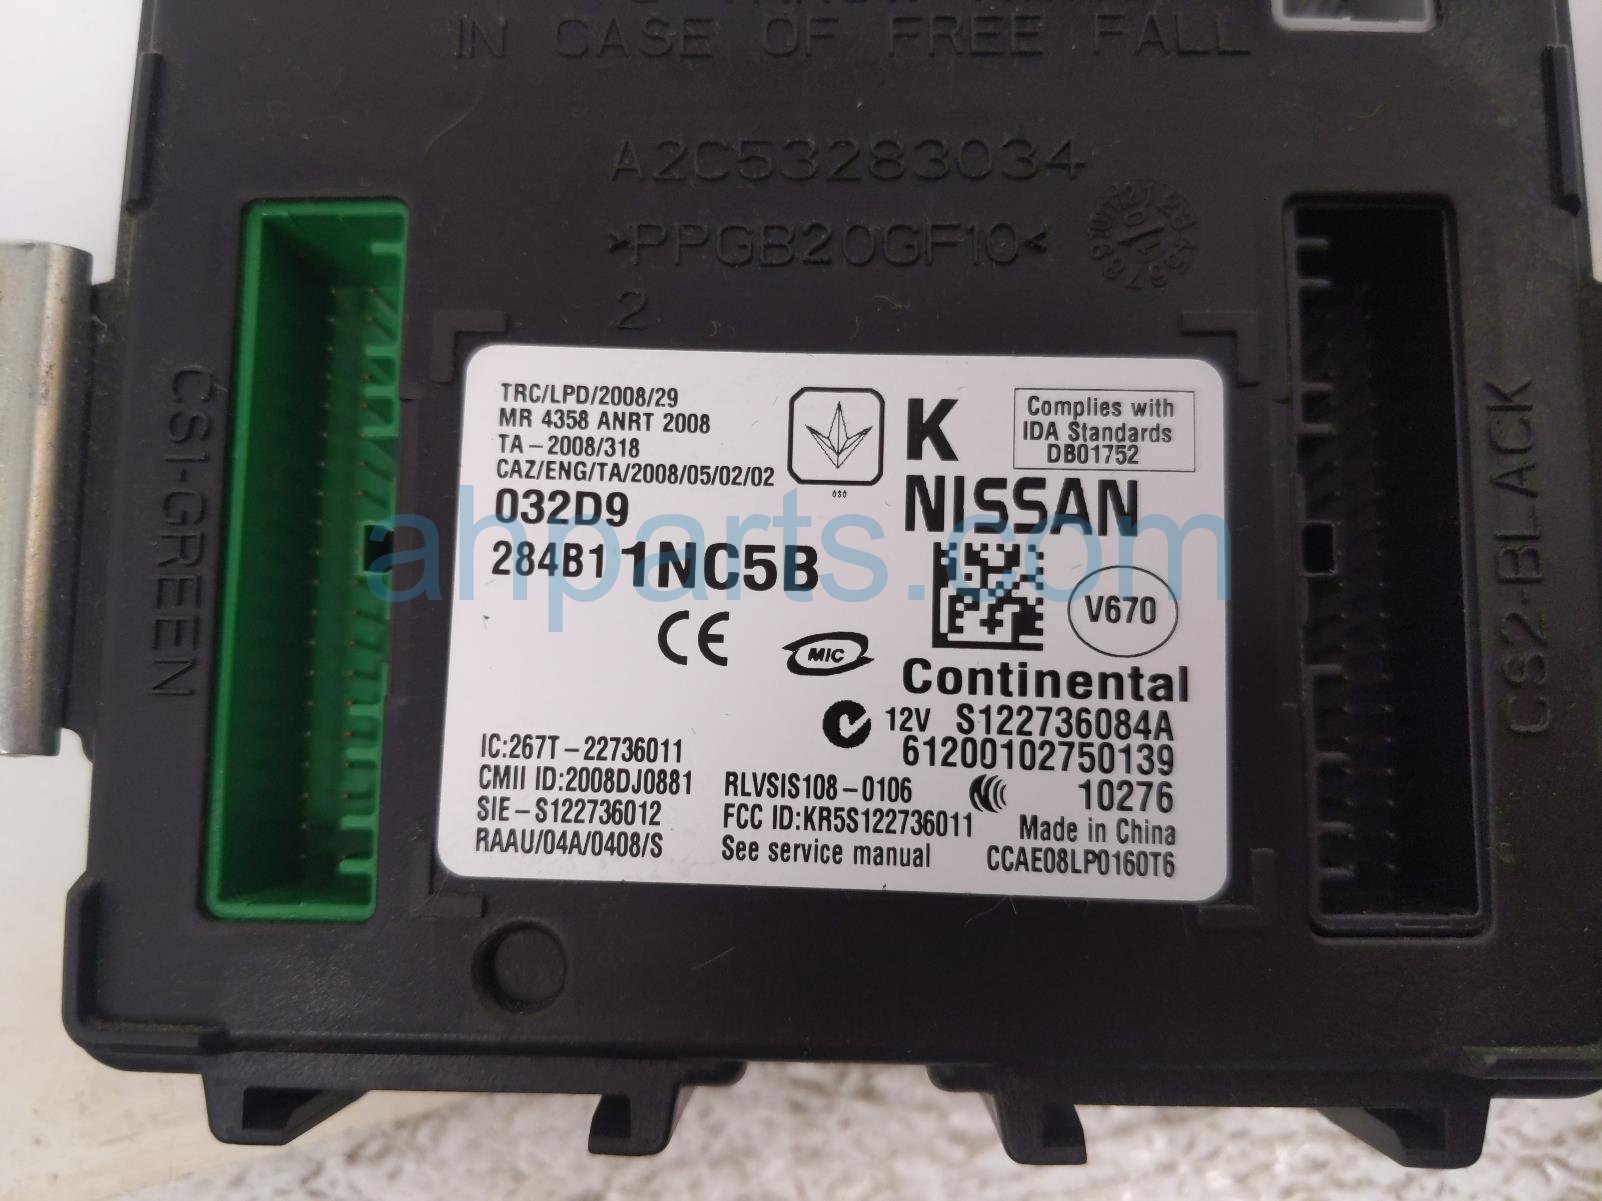 IN CASE OF FREE FALL
A2C53283034
>PPGB20GF10<
2
CS1-GREEN
CS2-BLACK
TRC/LPD/2008/29
MR 4358 ANRT 2008
TA-2008/318
CAZ/ENG/TA/2008/05/02/02
032D9
284B1 1NC5B
K
NISSAN
Complies with
IDA Standards
DB01752
CE
MIC
V670
Continental
12V S122736084A
61200102750139
10276
Made in China
CCAE08LP0160T6
IC:267T-22736011
CMII ID:2008DJ0881
SIE-S122736012
RAAU/04A/0408/S
RLVSIS108-0106
FCC ID:KR5S122736011
See service manual
ahparts.com